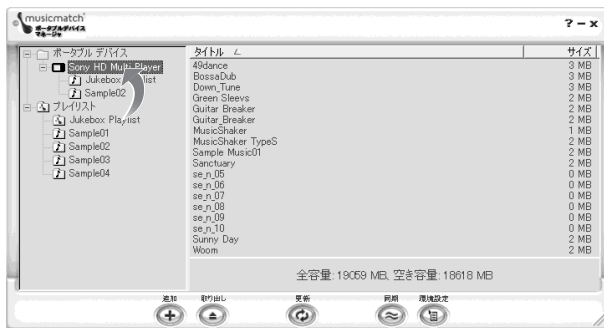 musicmatch
ポータブルデバイス
マネージャ
? - x
ポータブル デバイス
Sony HD Multi Player
Jukebox
Sample02
プレイリスト
Jukebox Playlist
Sample01
Sample02
Sample03
Sample04
タイトル サイズ
49dance 3 MB
BossaDub 3 MB
Down_Tune 3 MB
Green Sleevs 2 MB
Guitar Breaker 2 MB
Guitar_Breaker 2 MB
MusicShaker 1 MB
MusicShaker TypeS 2 MB
Sample Music01 2 MB
Sanctuary 2 MB
se_n_05 0 MB
se_n_06 0 MB
se_n_07 0 MB
se_n_08 0 MB
se_n_09 0 MB
se_n_10 0 MB
Sunny Day 2 MB
Woom 2 MB
全容量: 19059 MB, 空き容量: 18618 MB
追加 取り出し 更新 同期 環境設定